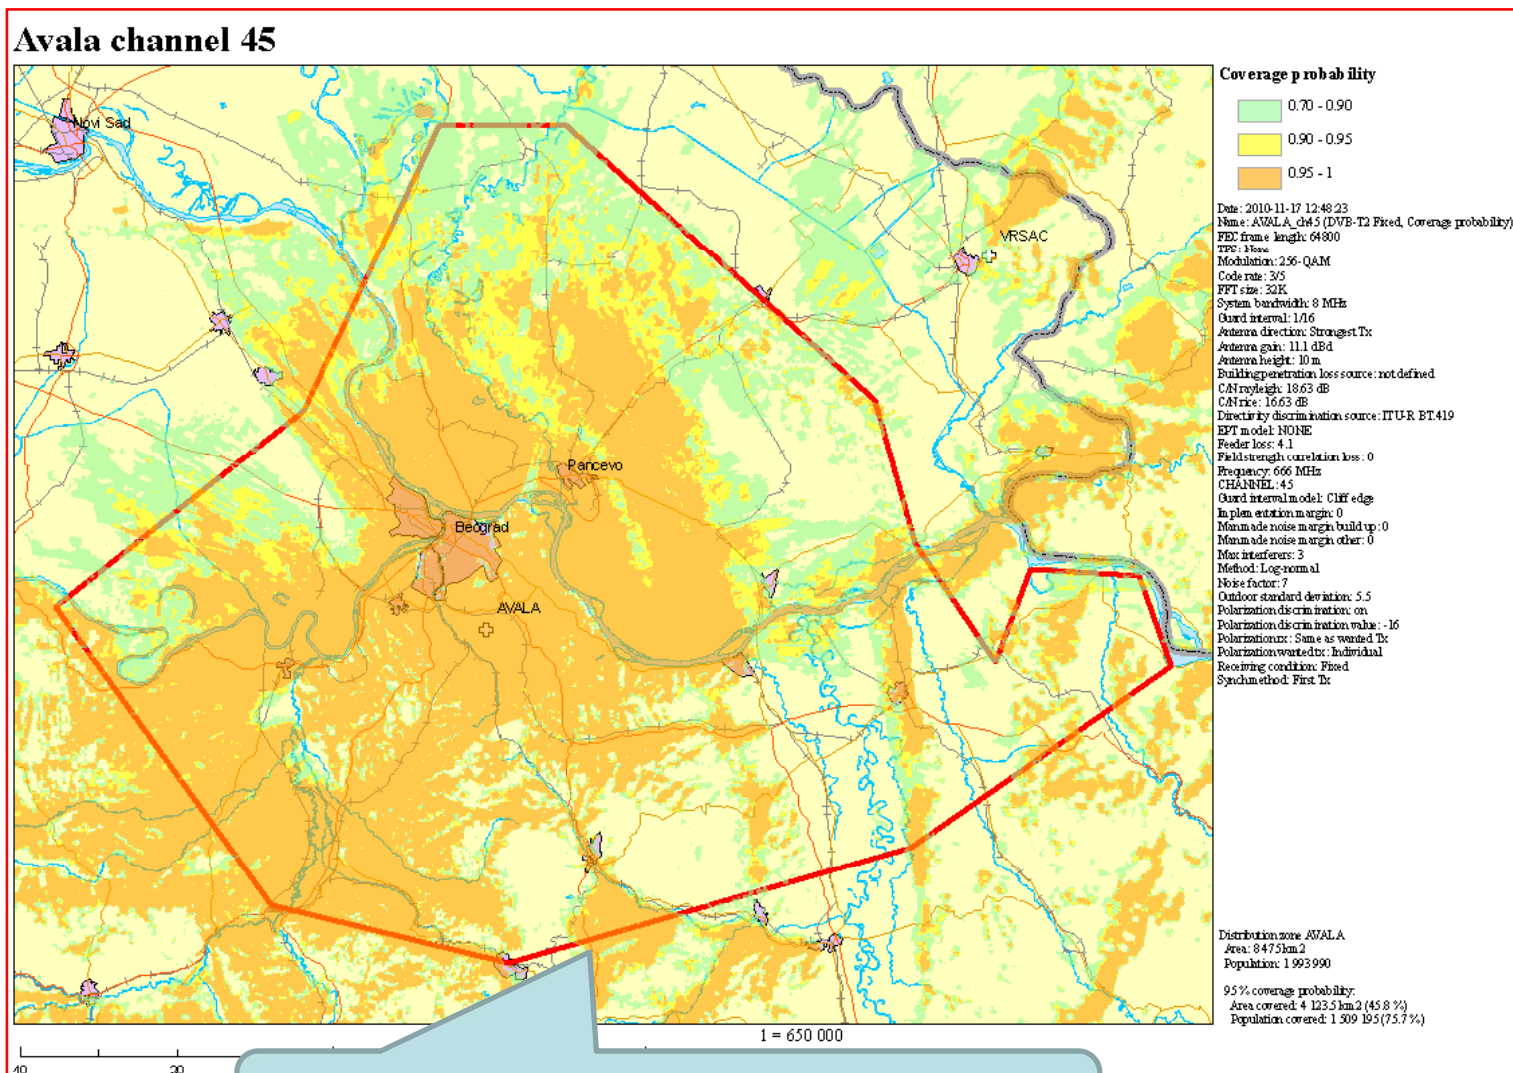 Avala channel 45
Novi Sad
VRSAC
Pancevo
Beograd
AVALA
1 = 650 000
40
20
Coverage probability
0.70 - 0.90
0.90 - 0.95
0.95 - 1
Date: 2010-11-17 12:48:23
Name: AVALA_ch45 (DVB-T2 Fixed, Coverage probability)
FEC frame length: 64800
TPS: None
Modulation: 256-QAM
Code rate: 3/5
FFT size: 32K
System bandwidth: 8 MHz
Guard interval: 1/16
Antenna direction: Strongest Tx
Antenna gain: 11.1 dBd
Antenna height: 10 m
Building penetration loss source: not defined
C/N rayleigh: 18.63 dB
C/N rice: 16.63 dB
Directivity discrimination source: ITU-R BT.419
EPT model: NONE
Feeder loss: 4.1
Field strength correlation loss: 0
Frequency: 666 MHz
CHANNEL: 45
Guard interval model: Cliff edge
Implementation margin: 0
Manmade noise margin build up: 0
Manmade noise margin other: 0
Max interferers: 3
Method: Log-normal
Noise factor: 7
Outdoor standard deviation: 5.5
Polarization discrimination: on
Polarization discrimination value: -16
Polarization rx: Same as wanted Tx
Polarization wanted tx: Individual
Receiving condition: Fixed
Synch method: First Tx
Distribution zone AVALA
Area: 8 475 km2
Population: 1 993 990
95 % coverage probability:
Area covered: 4 123.5 km2 (45.8 %)
Population covered: 1 509 195 (75.7 %)